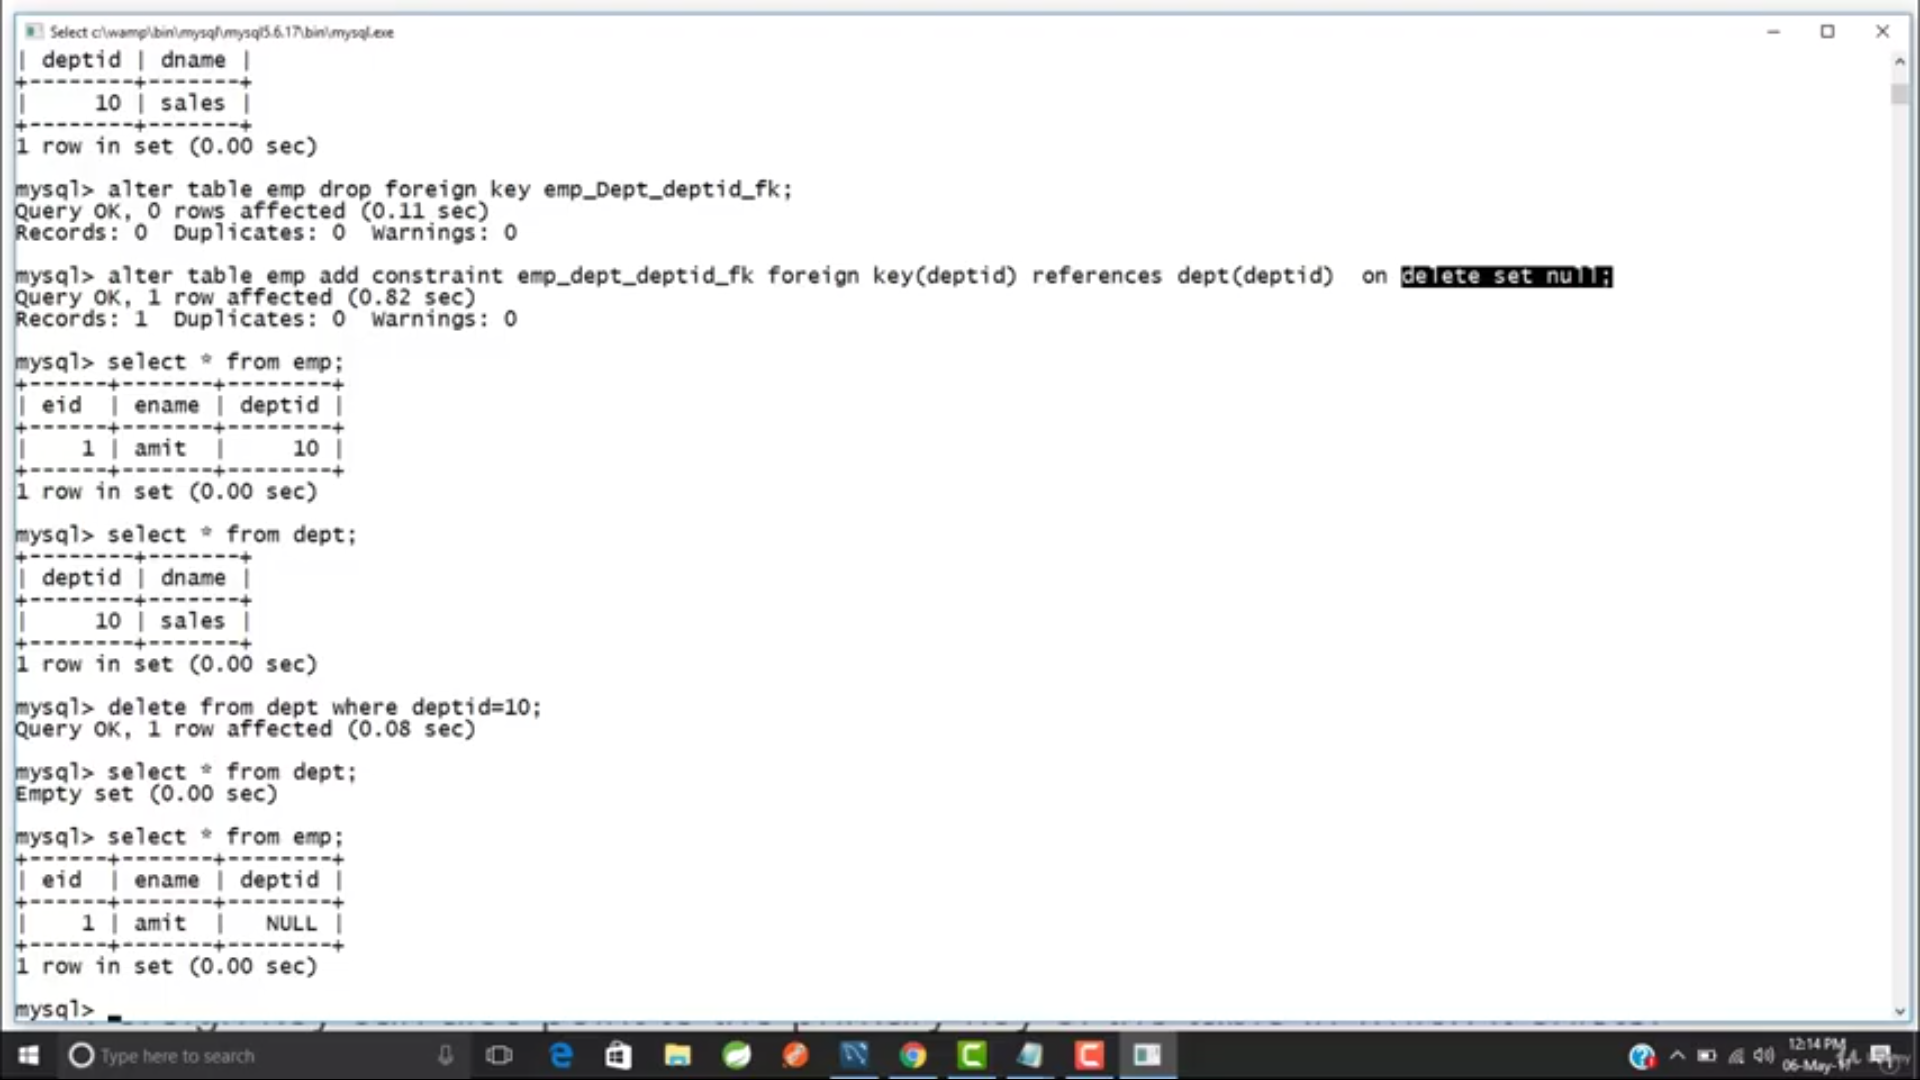 Select c:\wamp\bin\mysql\mysql5.6.17\bin\mysql.exe
| deptid | dname |
+--------+-------+
|     10 | sales |
+--------+-------+
1 row in set (0.00 sec)
mysql> alter table emp drop foreign key emp_Dept_deptid_fk;
Query OK, 0 rows affected (0.11 sec)
Records: 0  Duplicates: 0  Warnings: 0
mysql> alter table emp add constraint emp_dept_deptid_fk foreign key(deptid) references dept(deptid)  on delete set null;
Query OK, 1 row affected (0.82 sec)
Records: 1  Duplicates: 0  Warnings: 0
mysql> select * from emp;
+------+-------+--------+
| eid  | ename | deptid |
+------+-------+--------+
|    1 | amit  |     10 |
+------+-------+--------+
1 row in set (0.00 sec)
mysql> select * from dept;
+--------+-------+
| deptid | dname |
+--------+-------+
|     10 | sales |
+--------+-------+
1 row in set (0.00 sec)
mysql> delete from dept where deptid=10;
Query OK, 1 row affected (0.08 sec)
mysql> select * from dept;
Empty set (0.00 sec)
mysql> select * from emp;
+------+-------+--------+
| eid  | ename | deptid |
+------+-------+--------+
|    1 | amit  |   NULL |
+------+-------+--------+
1 row in set (0.00 sec)
mysql>
Type here to search
12:14 PM
06-May-